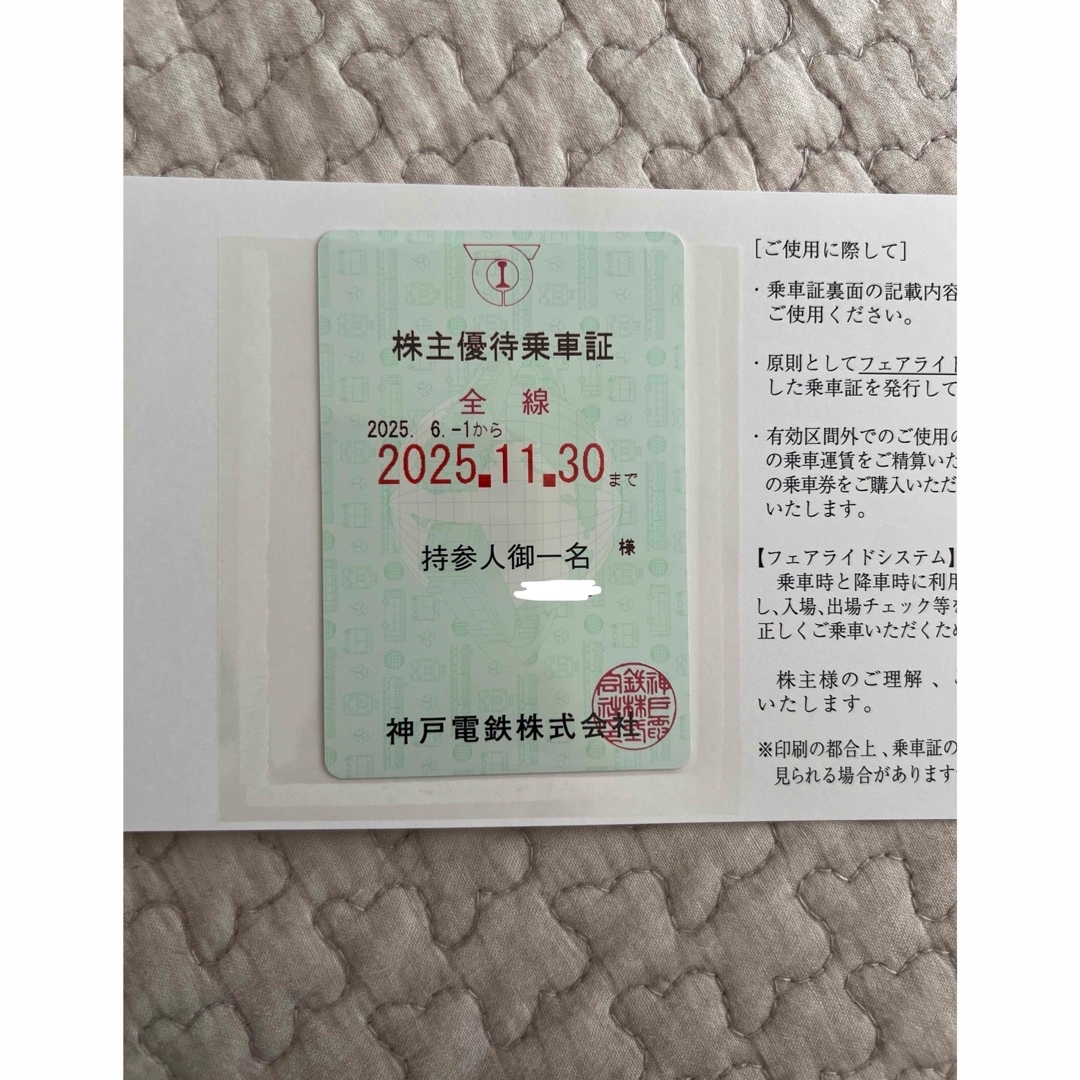 株主優待乗車証
全 線
2025. 6.-1から
2025.11.30まで
持参人御一名 様
神戸電鉄株式会社
[ご使用に際して]
・乗車証裏面の記載内容
ご使用ください。
・原則としてフェアライド
した乗車証を発行して
・有効区間外でのご使用の
の乗車運賃をご精算いた
の乗車券をご購入いただ
いたします。
【フェアライドシステム】
乗車時と降車時に利用
し、入場、出場チェック等を
正しくご乗車いただくため
株主様のご理解 、ご
いたします。
※印刷の都合上、乗車証の
見られる場合があります